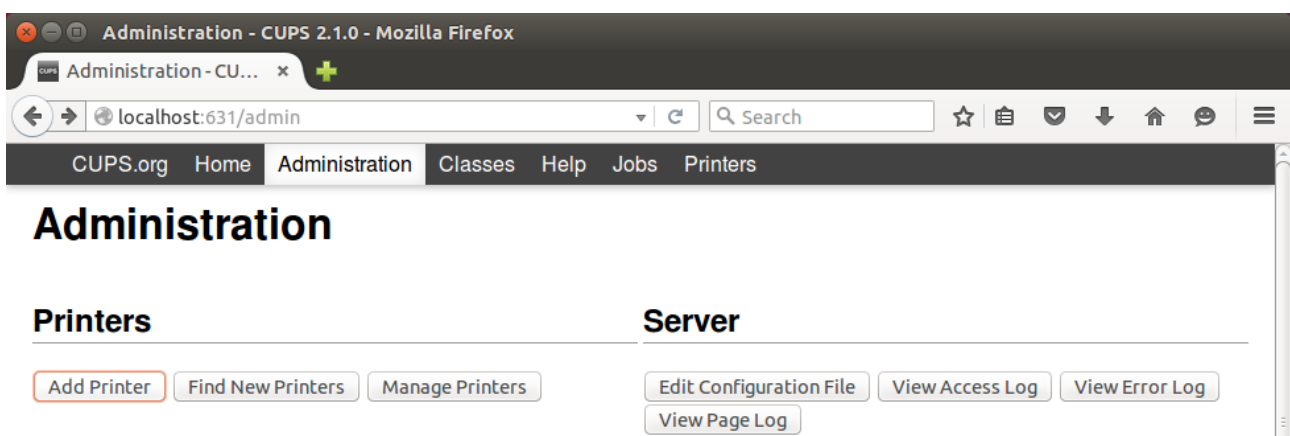 Administration - CUPS 2.1.0 - Mozilla Firefox
CUPS Administration - CU...
localhost:631/admin Search
CUPS.org Home Administration Classes Help Jobs Printers
Administration
Printers Server
Add Printer Find New Printers Manage Printers Edit Configuration File View Access Log View Error Log
View Page Log